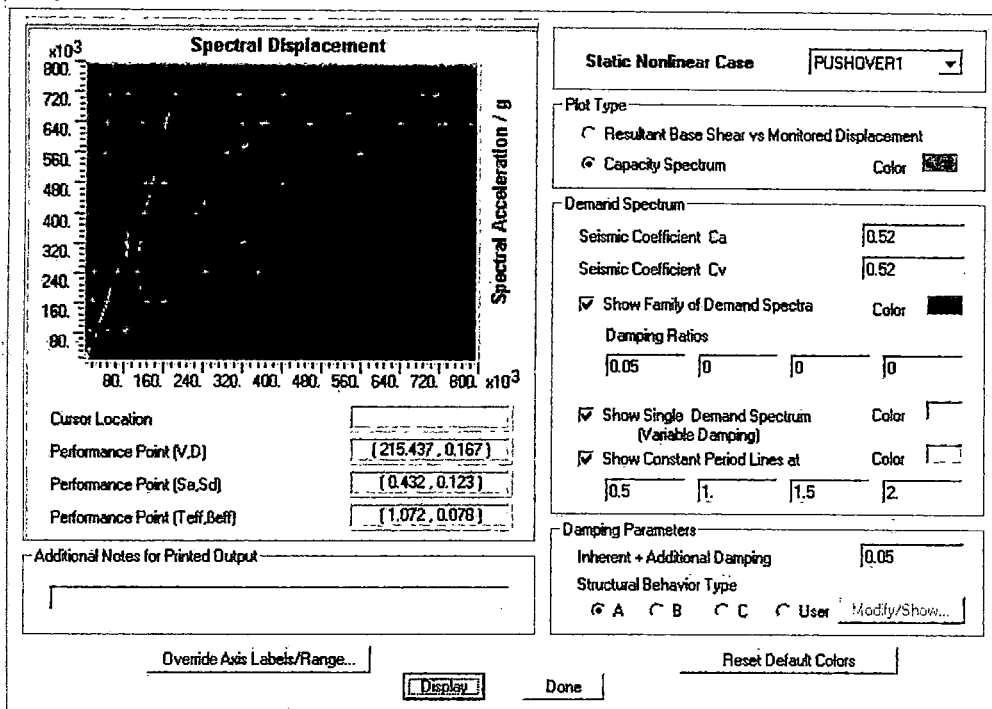 Spectral Displacement
x10³
800.
720.
640.
560.
480.
400.
320.
240.
160.
80.
Spectral Acceleration / g
80. 160. 240. 320. 400. 480. 560. 640. 720. 800. x10³
Cursor Location
Performance Point (V,D) (215.437 , 0.167)
Performance Point (Sa,Sd) (0.432 , 0.123)
Performance Point (Teff,βeff) (1.072 , 0.078)
Additional Notes for Printed Output
Static Nonlinear Case PUSHOVER1
Plot Type
Resultant Base Shear vs Monitored Displacement
Capacity Spectrum Color
Demand Spectrum
Seismic Coefficient Ca 0.52
Seismic Coefficient Cv 0.52
Show Family of Demand Spectra Color
Damping Ratios
0.05 0 0 0
Show Single Demand Spectrum Color
(Variable Damping)
Show Constant Period Lines at Color
0.5 1. 1.5 2.
Damping Parameters
Inherent + Additional Damping 0.05
Structural Behavior Type
A B C User Modify/Show...
Override Axis Labels/Range... Reset Default Colors
Display Done